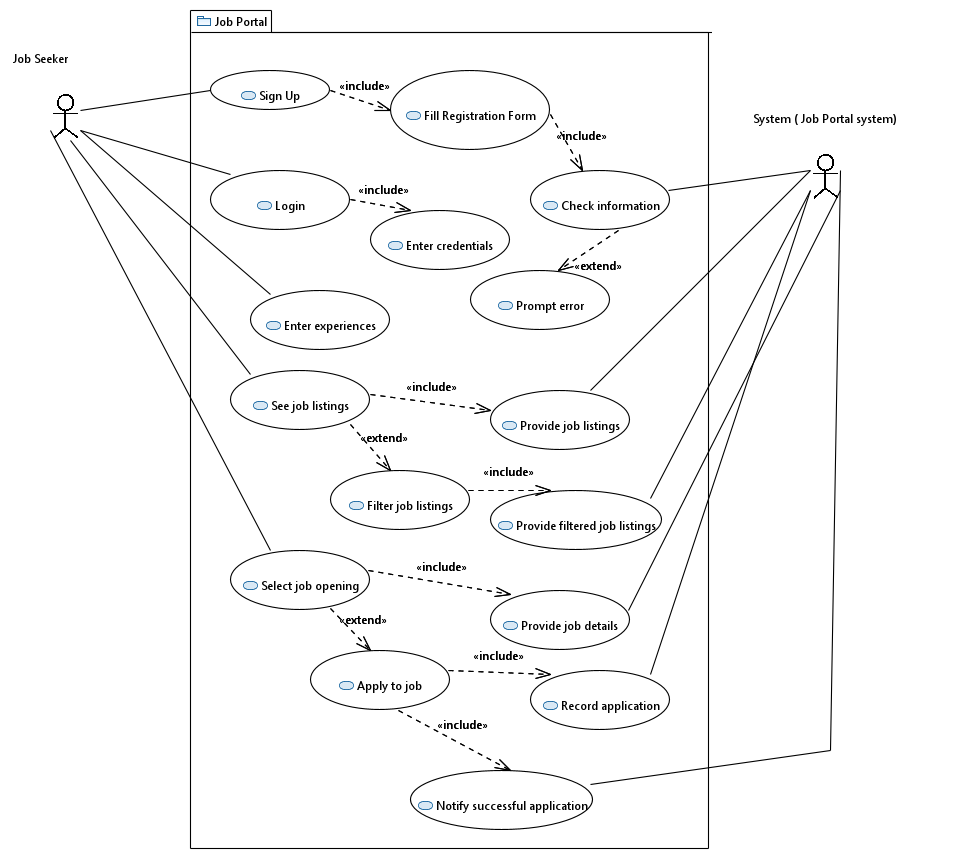 Job Portal
Job Seeker
«include»
Sign Up
Fill Registration Form
System ( Job Portal system)
«include»
«include»
Login
Check information
Enter credentials
«extend»
Prompt error
Enter experiences
«include»
See job listings
Provide job listings
«extend»
«include»
Filter job listings
Provide filtered job listings
«include»
Select job opening
«extend»
Provide job details
«include»
Apply to job
Record application
«include»
Notify successful application